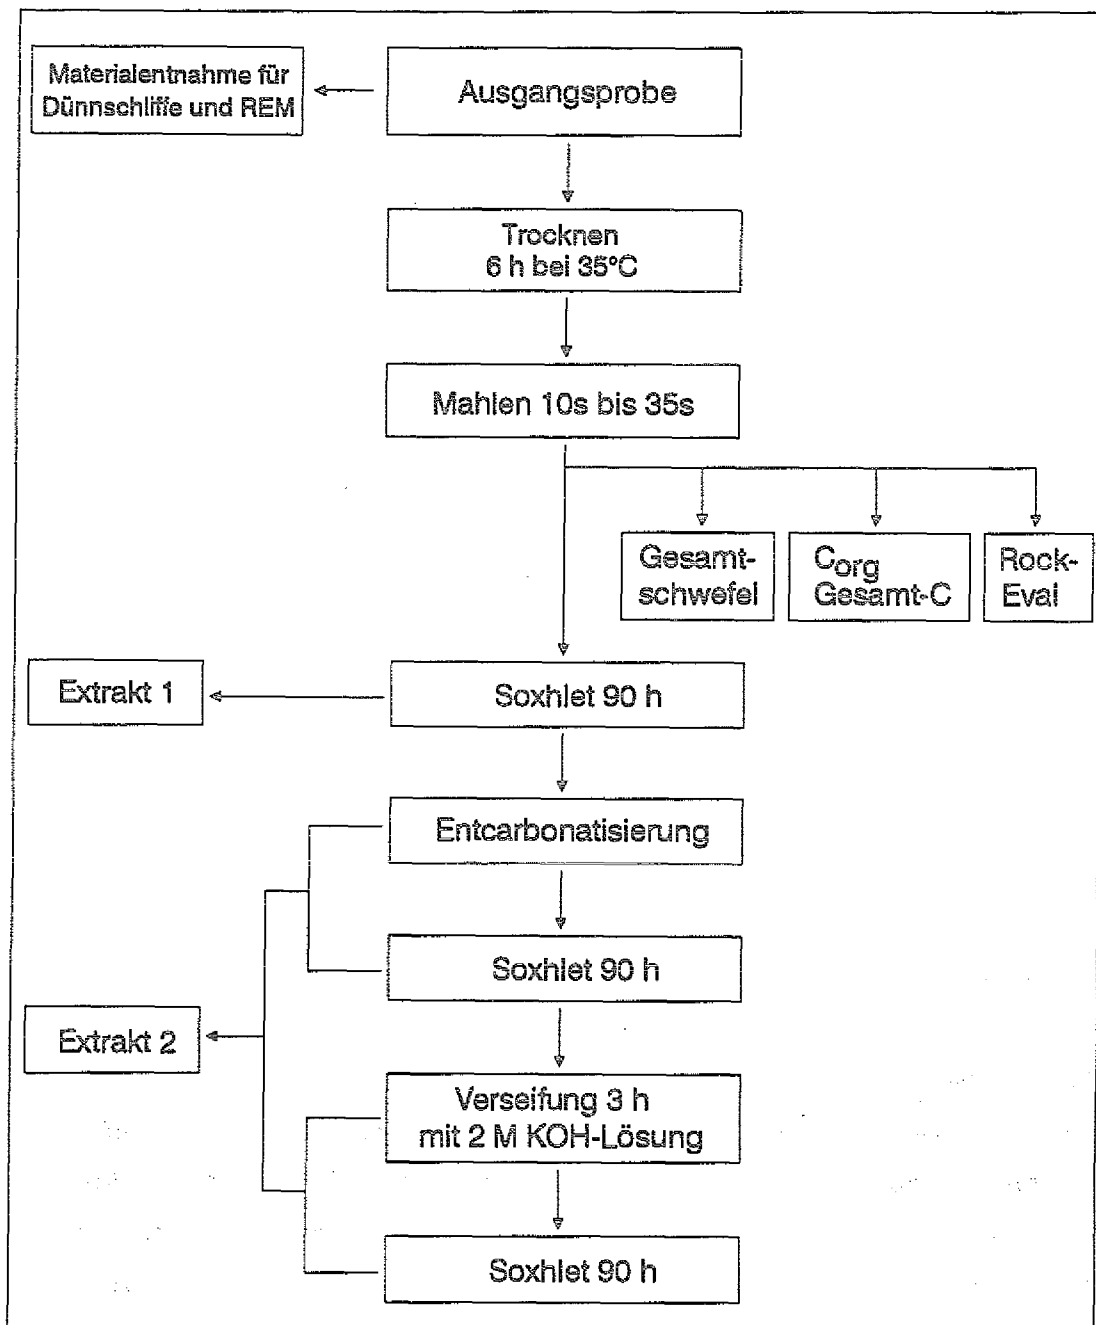 Materialentnahme für
Dünnschliffe und REM
Ausgangsprobe
Trocknen
6 h bei 35°C
Mahlen 10s bis 35s
Gesamt-
schwefel
Corg
Gesamt-C
Rock-
Eval
Extrakt 1
Soxhlet 90 h
Entcarbonatisierung
Soxhlet 90 h
Extrakt 2
Verseifung 3 h
mit 2 M KOH-Lösung
Soxhlet 90 h